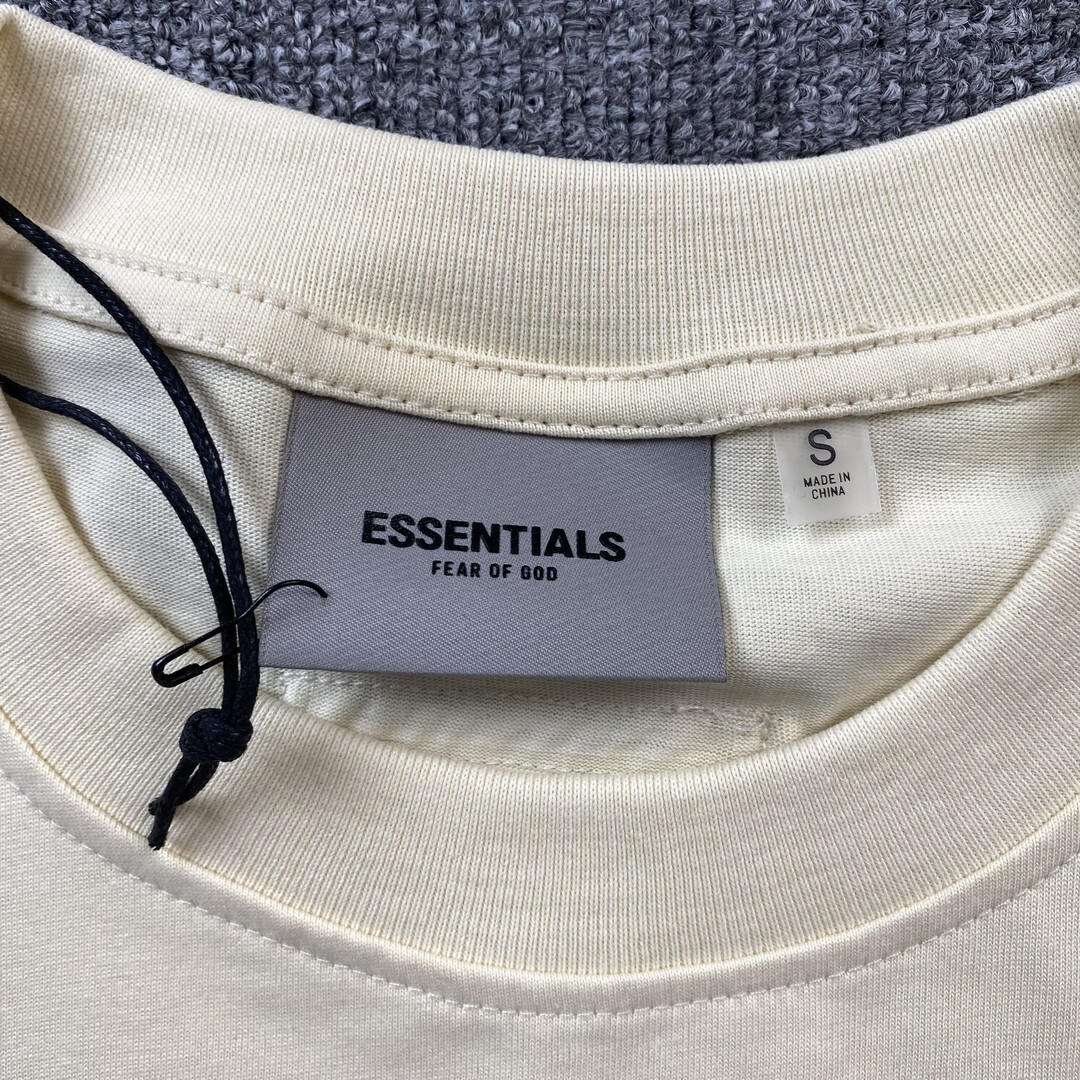 ESSENTIALS
FEAR OF GOD
S
MADE IN
CHINA